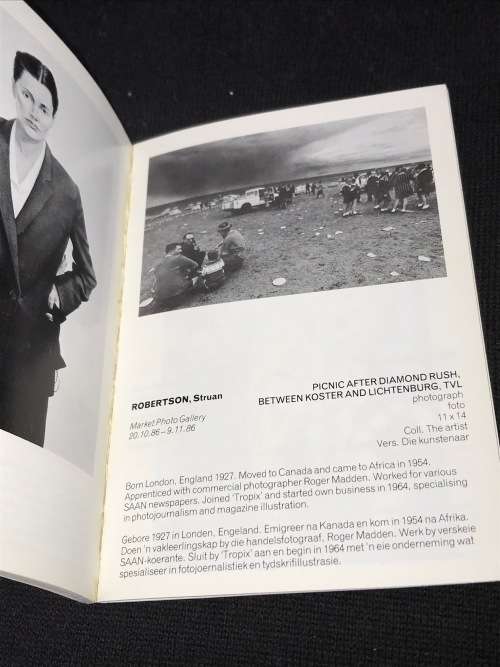 ROBERTSON, Struan
Market Photo Gallery
20.10.86 – 9.11.86
PICNIC AFTER DIAMOND RUSH,
BETWEEN KOSTER AND LICHTENBURG, TVL
photograph
foto
11 x 14
Coll. The artist
Vers. Die kunstenaar
Born London, England 1927. Moved to Canada and came to Africa in 1954.
Apprenticed with commercial photographer Roger Madden. Worked for various
SAAN newspapers. Joined 'Tropix' and started own business in 1964, specialising
in photojournalism and magazine illustration.
Gebore 1927 in Londen, Engeland. Emigreer na Kanada en kom in 1954 na Afrika.
Doen 'n vakleerlingskap by die handelsfotograaf, Roger Madden. Werk by verskeie
SAAN-koerante. Sluit by 'Tropix' aan en begin in 1964 met 'n eie onderneming wat
spesialiseer in fotojoernalistiek en tydskrifillustrasie.